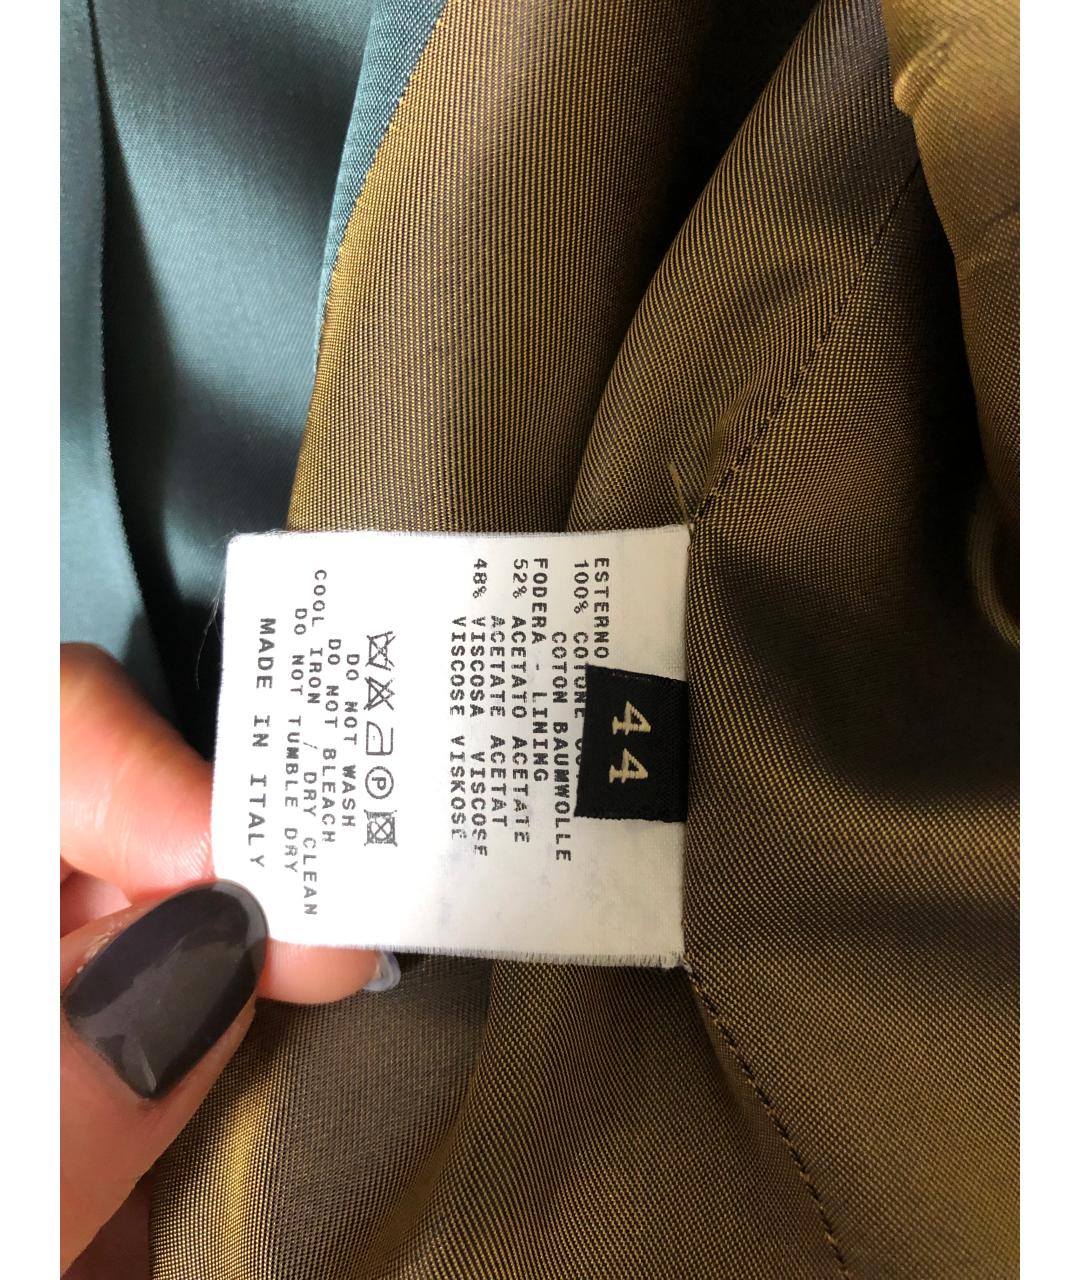 44
ESTERNO
100% COTONE
COTON BAUMWOLLE
FODERA - LINING
52% ACETATO ACETATE
ACETATE ACETAT
48% VISCOSA VISCOSE
VISCOSE VISKOSE
P
DO NOT WASH
DO NOT BLEACH
COOL IRON / DRY CLEAN
DO NOT TUMBLE DRY
MADE IN ITALY